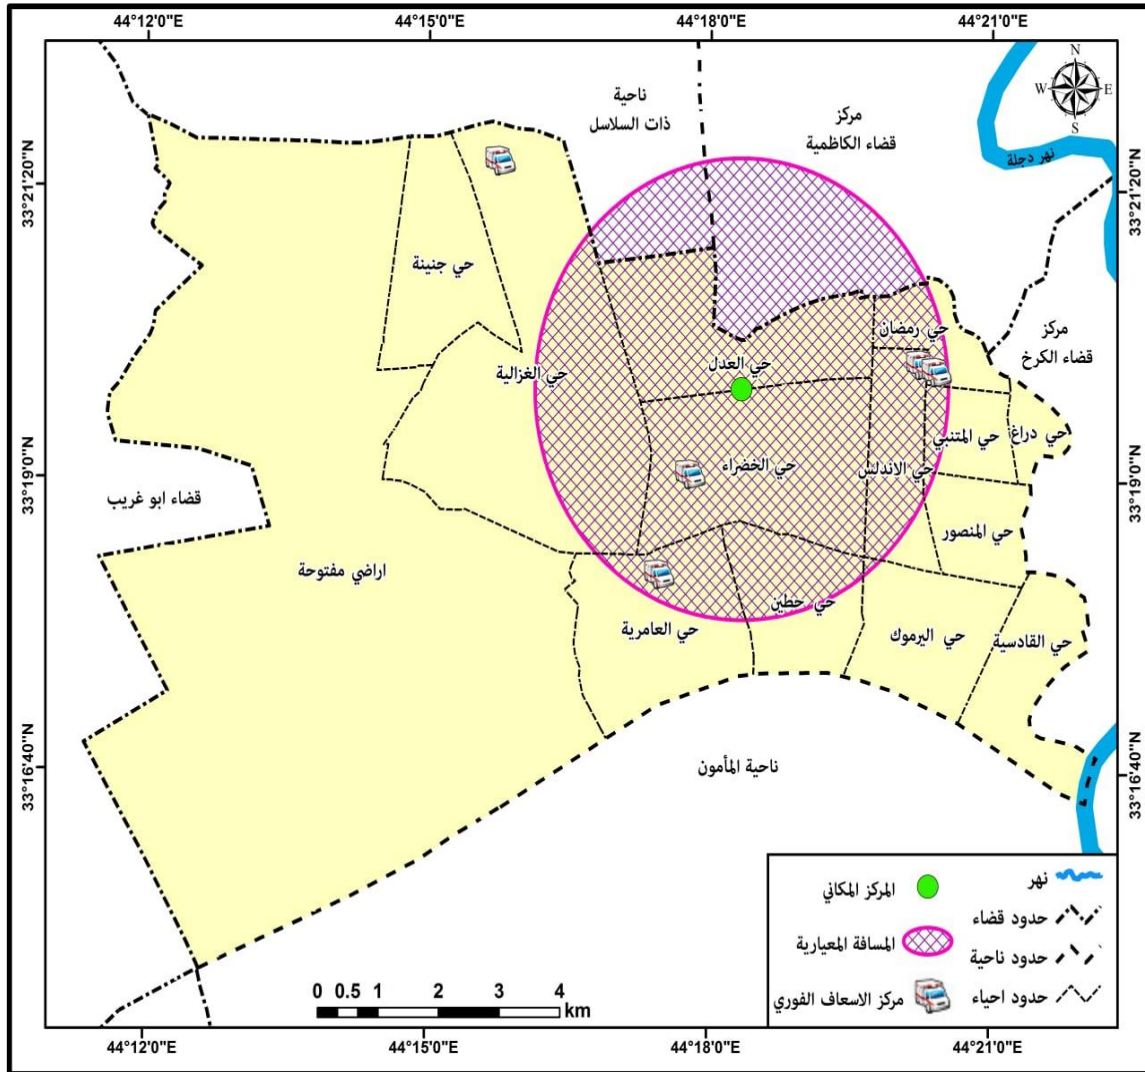 44°12'0"E
44°15'0"E
44°18'0"E
44°21'0"E
N
W E
S
ناحية
ذات السلاسل
مركز
قضاء الكاظمية
نهر دجلة
33°21'20"N
33°21'20"N
حي جنينة
حي رمضان
مركز
قضاء الكرخ
حي الغزالية
حي العدل
حي المتنبي
حي دراغ
حي الخضراء
حي الاندلس
33°19'0"N
33°19'0"N
قضاء ابو غريب
حي المنصور
اراضي مفتوحة
حي حطين
حي العامرية
حي اليرموك
حي القادسية
33°16'40"N
33°16'40"N
ناحية المأمون
نهر
حدود قضاء
حدود ناحية
حدود احياء
المركز المكاني
المسافة المعيارية
مركز الاسعاف الفوري
0 0.5 1 2 3 4
km
44°12'0"E
44°15'0"E
44°18'0"E
44°21'0"E